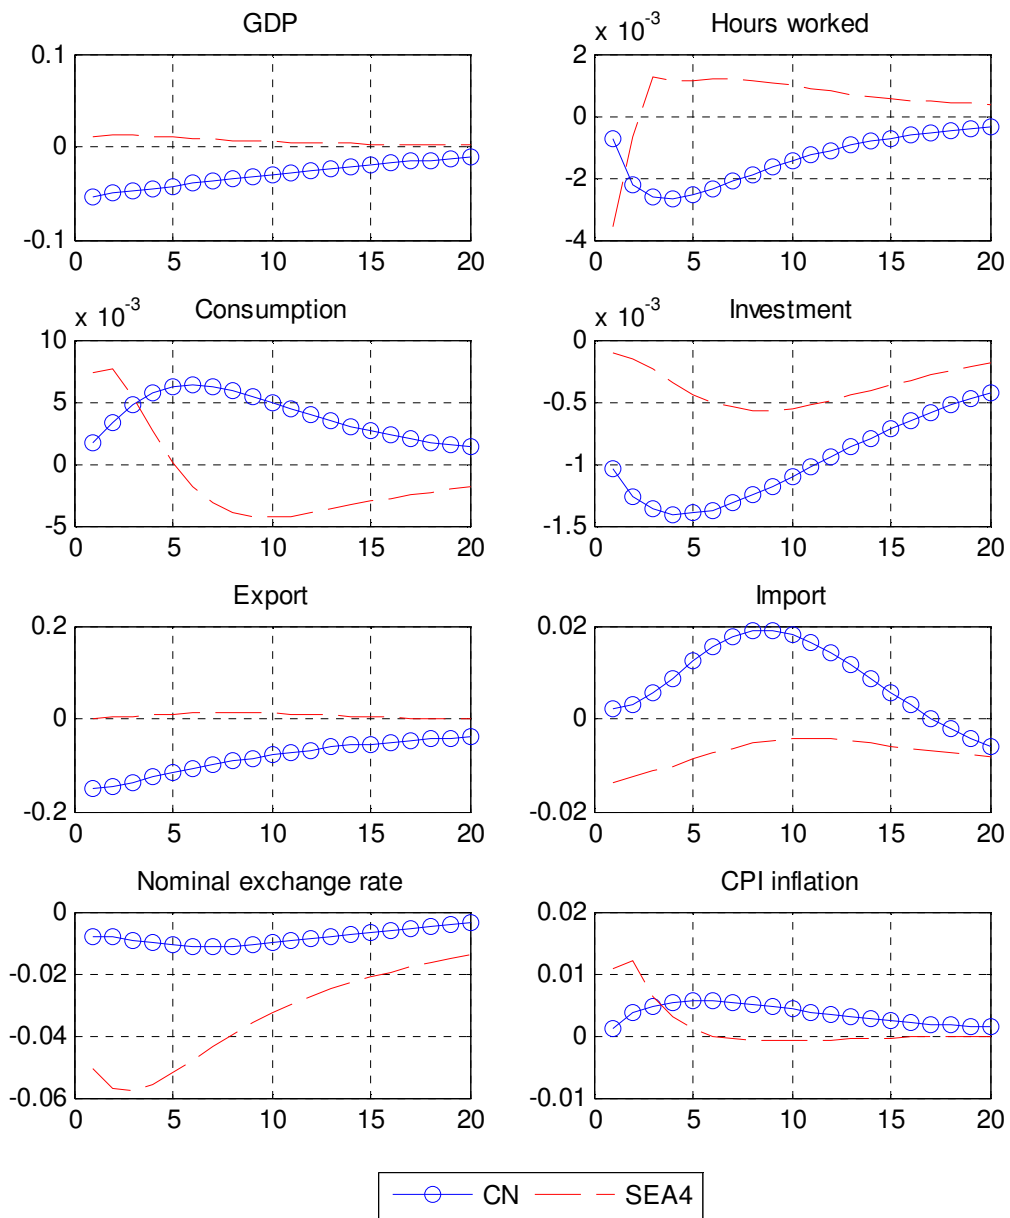 GDP
0.1
0
-0.1
0 5 10 15 20
Hours worked
x 10^-3
2
0
-2
-4
0 5 10 15 20
Consumption
x 10^-3
10
5
0
-5
0 5 10 15 20
Investment
x 10^-3
0
-0.5
-1
-1.5
0 5 10 15 20
Export
0.2
0
-0.2
0 5 10 15 20
Import
0.02
0
-0.02
0 5 10 15 20
Nominal exchange rate
0
-0.02
-0.04
-0.06
0 5 10 15 20
CPI inflation
0.02
0.01
0
-0.01
0 5 10 15 20
CN SEA4